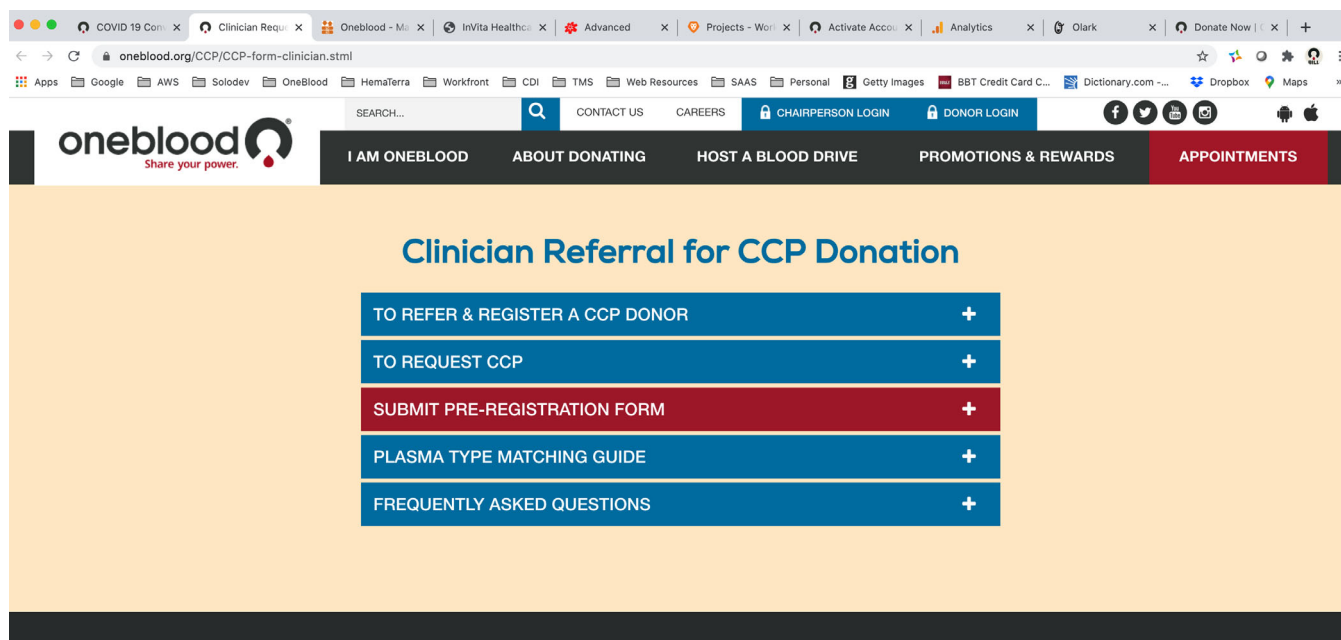 COVID 19 Con
Clinician Requ
Oneblood - Ma
InVita Healthca
Advanced
Projects - Wor
Activate Accou
Analytics
Olark
Donate Now |
oneblood.org/CCP/CCP-form-clinician.stml
Apps Google AWS Solodev OneBlood HemaTerra Workfront CDI TMS Web Resources SAAS Personal Getty Images BBT Credit Card C... Dictionary.com -... Dropbox Maps »
SEARCH... CONTACT US CAREERS CHAIRPERSON LOGIN DONOR LOGIN
oneblood
Share your power.
I AM ONEBLOOD ABOUT DONATING HOST A BLOOD DRIVE PROMOTIONS & REWARDS APPOINTMENTS
Clinician Referral for CCP Donation
TO REFER & REGISTER A CCP DONOR
TO REQUEST CCP
SUBMIT PRE-REGISTRATION FORM
PLASMA TYPE MATCHING GUIDE
FREQUENTLY ASKED QUESTIONS